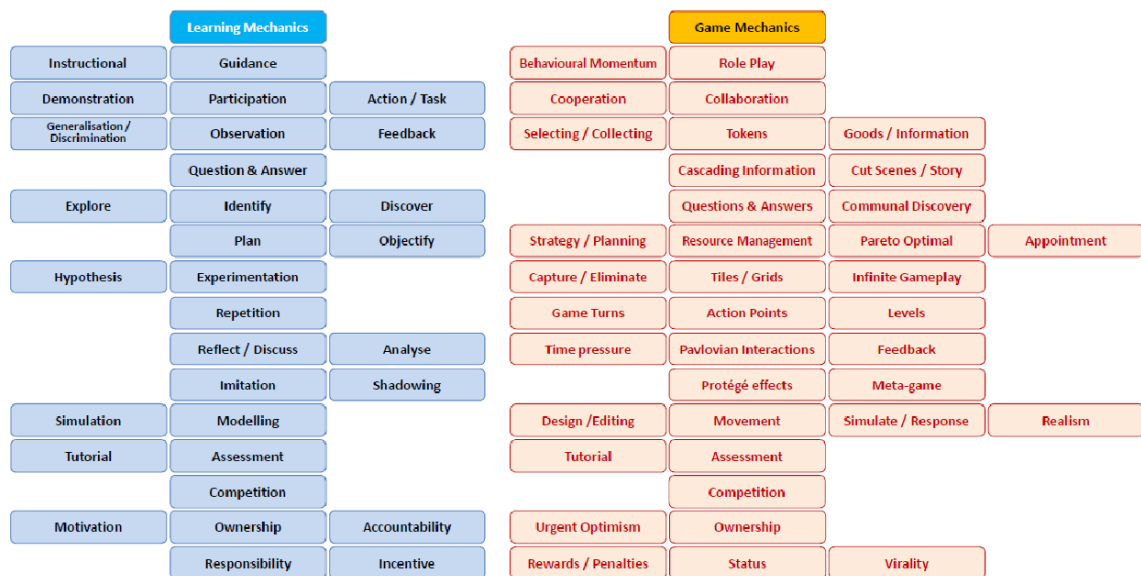 Learning Mechanics
Game Mechanics
Instructional
Guidance
Behavioural Momentum
Role Play
Demonstration
Participation
Action / Task
Cooperation
Collaboration
Generalisation /
Discrimination
Observation
Feedback
Selecting / Collecting
Tokens
Goods / Information
Question & Answer
Cascading Information
Cut Scenes / Story
Explore
Identify
Discover
Questions & Answers
Communal Discovery
Plan
Objectify
Strategy / Planning
Resource Management
Pareto Optimal
Appointment
Hypothesis
Experimentation
Capture / Eliminate
Tiles / Grids
Infinite Gameplay
Repetition
Game Turns
Action Points
Levels
Reflect / Discuss
Analyse
Time pressure
Pavlovian Interactions
Feedback
Imitation
Shadowing
Protégé effects
Meta-game
Simulation
Modelling
Design /Editing
Movement
Simulate / Response
Realism
Tutorial
Assessment
Tutorial
Assessment
Competition
Competition
Motivation
Ownership
Accountability
Urgent Optimism
Ownership
Responsibility
Incentive
Rewards / Penalties
Status
Virality